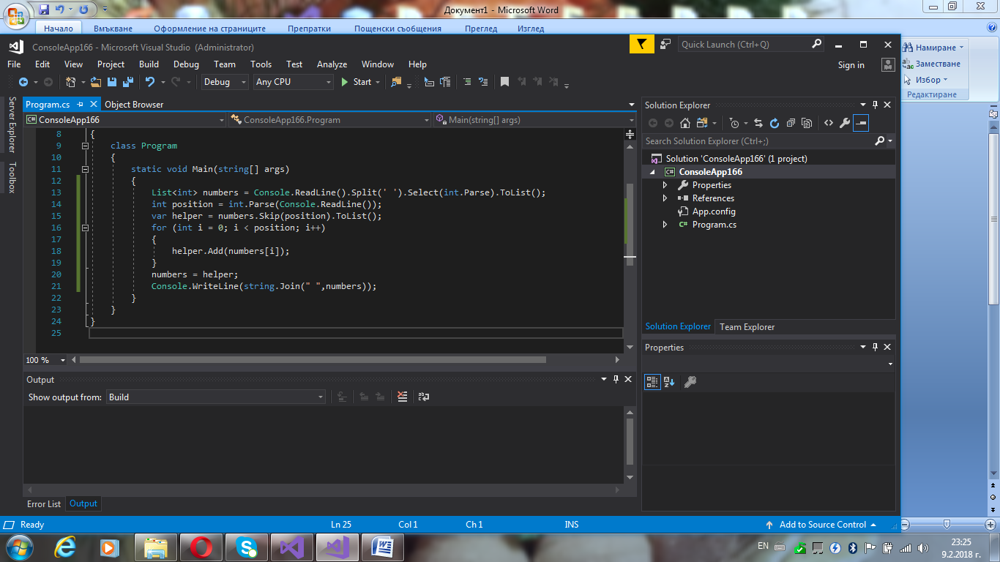 Документ1 - Microsoft Word
Начало Вмъкване Оформление на страниците Препратки Пощенски съобщения Преглед Изглед
Намиране
Заместване
Избор
Редактиране
ConsoleApp166 - Microsoft Visual Studio (Administrator)
Quick Launch (Ctrl+Q)
File Edit View Project Build Debug Team Tools Test Analyze Window Help
Sign in
Debug Any CPU Start
Server Explorer
Toolbox
Program.cs Object Browser
C# ConsoleApp166 ConsoleApp166.Program Main(string[] args)
8 {
9 class Program
10 {
11 static void Main(string[] args)
12 {
13 List<int> numbers = Console.ReadLine().Split(' ').Select(int.Parse).ToList();
14 int position = int.Parse(Console.ReadLine());
15 var helper = numbers.Skip(position).ToList();
16 for (int i = 0; i < position; i++)
17 {
18 helper.Add(numbers[i]);
19 }
20 numbers = helper;
21 Console.WriteLine(string.Join(" ",numbers));
22 }
23 }
24 }
25
100 %
Output
Show output from: Build
Error List Output
Solution Explorer
Search Solution Explorer (Ctrl+;)
Solution 'ConsoleApp166' (1 project)
C# ConsoleApp166
Properties
References
App.config
C# Program.cs
Solution Explorer Team Explorer
Properties
Ready Ln 25 Col 1 Ch 1 INS Add to Source Control
EN
23:25
9.2.2018 г.